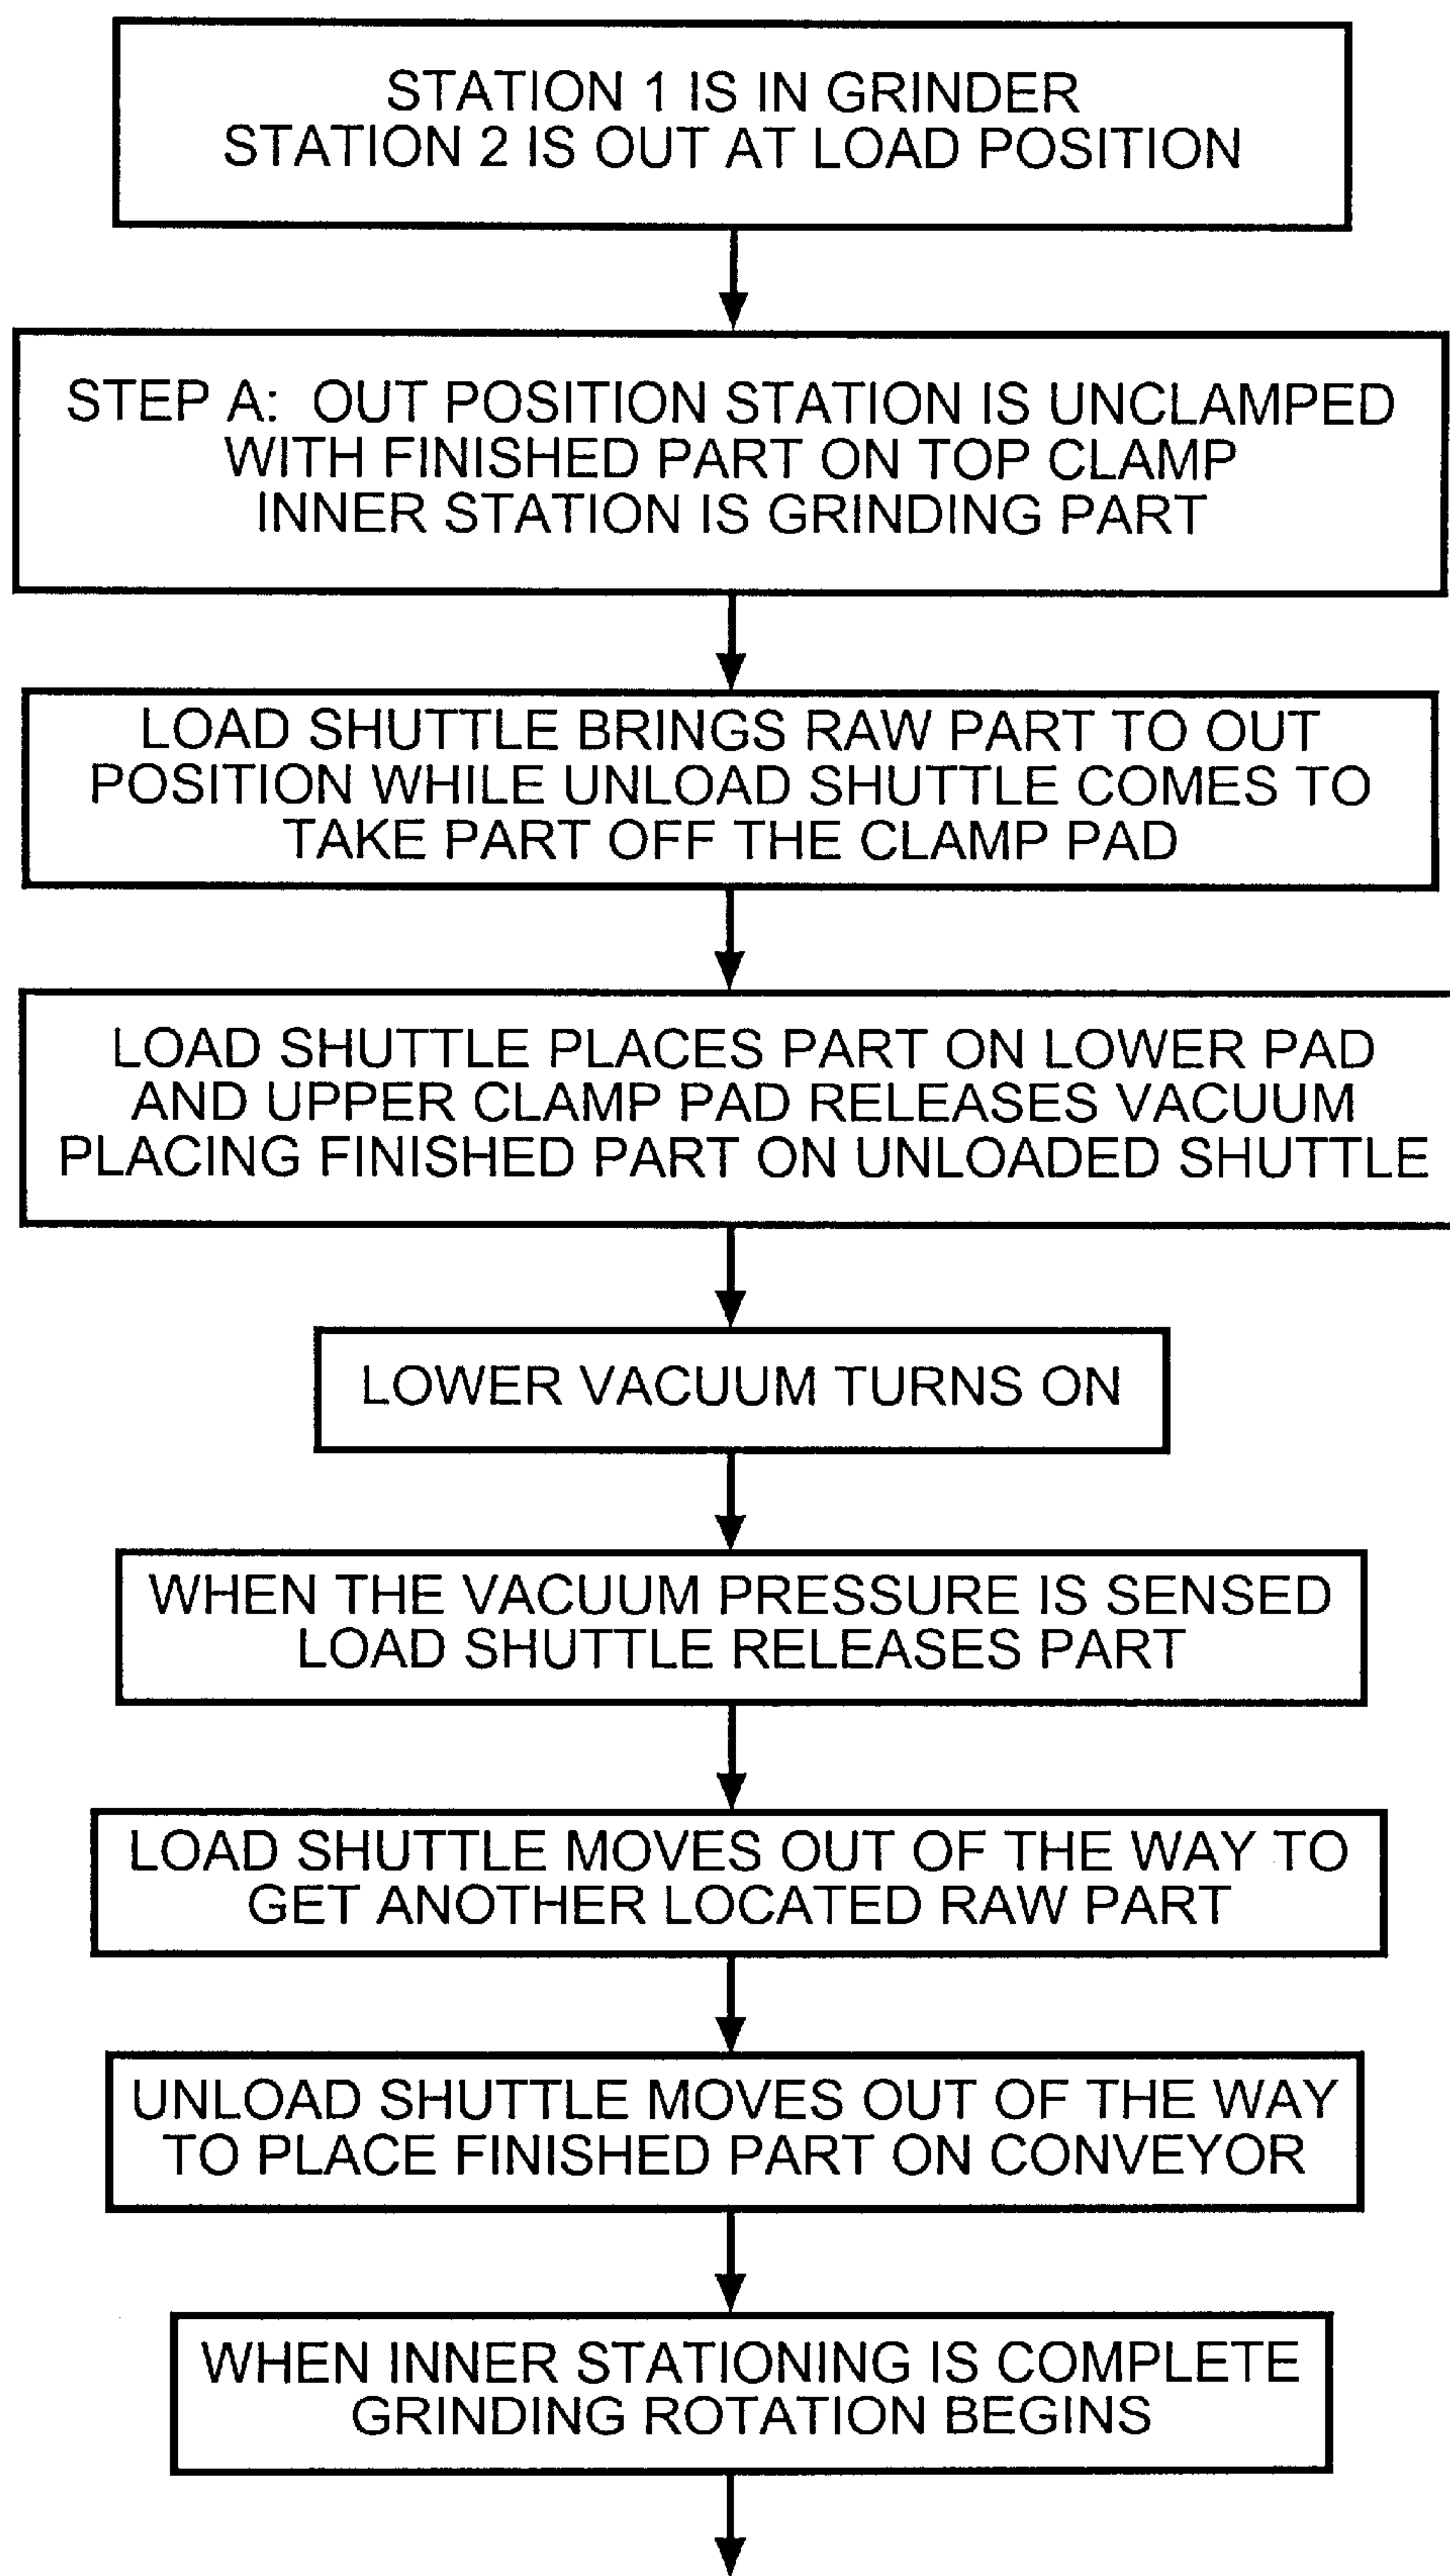 STATION 1 IS IN GRINDER
STATION 2 IS OUT AT LOAD POSITION
STEP A: OUT POSITION STATION IS UNCLAMPED
WITH FINISHED PART ON TOP CLAMP
INNER STATION IS GRINDING PART
LOAD SHUTTLE BRINGS RAW PART TO OUT
POSITION WHILE UNLOAD SHUTTLE COMES TO
TAKE PART OFF THE CLAMP PAD
LOAD SHUTTLE PLACES PART ON LOWER PAD
AND UPPER CLAMP PAD RELEASES VACUUM
PLACING FINISHED PART ON UNLOADED SHUTTLE
LOWER VACUUM TURNS ON
WHEN THE VACUUM PRESSURE IS SENSED
LOAD SHUTTLE RELEASES PART
LOAD SHUTTLE MOVES OUT OF THE WAY TO
GET ANOTHER LOCATED RAW PART
UNLOAD SHUTTLE MOVES OUT OF THE WAY
TO PLACE FINISHED PART ON CONVEYOR
WHEN INNER STATIONING IS COMPLETE
GRINDING ROTATION BEGINS